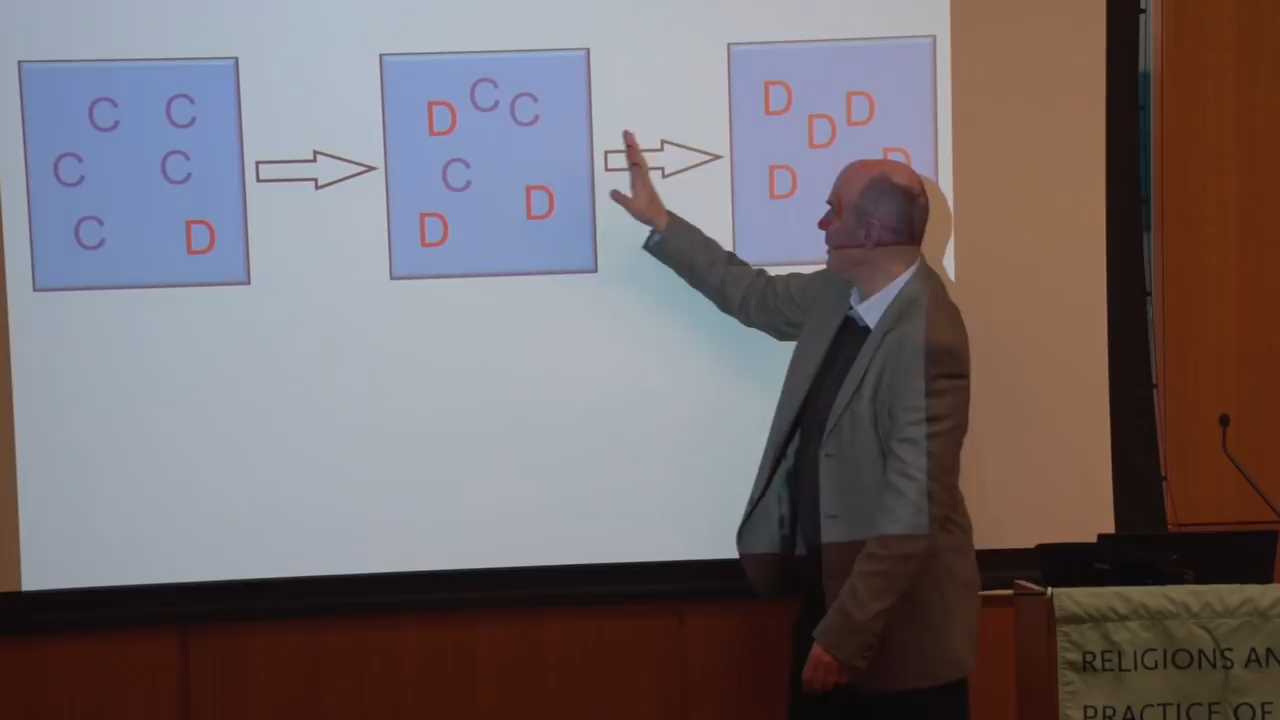 C C
C C
C D
D C C
C
D D
D D
D
D D
RELIGIONS AN
PRACTICE OF